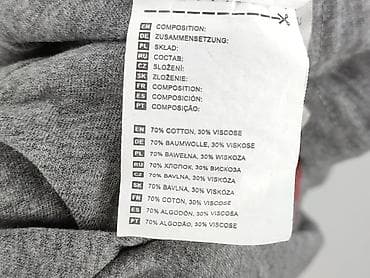 EN COMPOSITION:
DE ZUSAMMENSETZUNG:
PL SKŁAD:
RU СОСТАВ:
CZ SLOŽENÍ:
SK ZLOŽENIE:
FR COMPOSITION:
ES COMPOSICIÓN:
PT COMPOSIÇÃO:
EN 70% COTTON, 30% VISCOSE
DE 70% BAUMWOLLE, 30% VISKOSE
PL 70% BAWEŁNA, 30% WISKOZA
RU 70% ХЛОПОК, 30% ВИСКОЗА
CZ 70% BAVLNA, 30% VISKÓZA
SK 70% BAVLNA, 30% VISKÓZA
FR 70% COTON, 30% VISCOSE
ES 70% ALGODÓN, 30% VISCOSA
PT 70% ALGODÃO, 30% VISCOSE